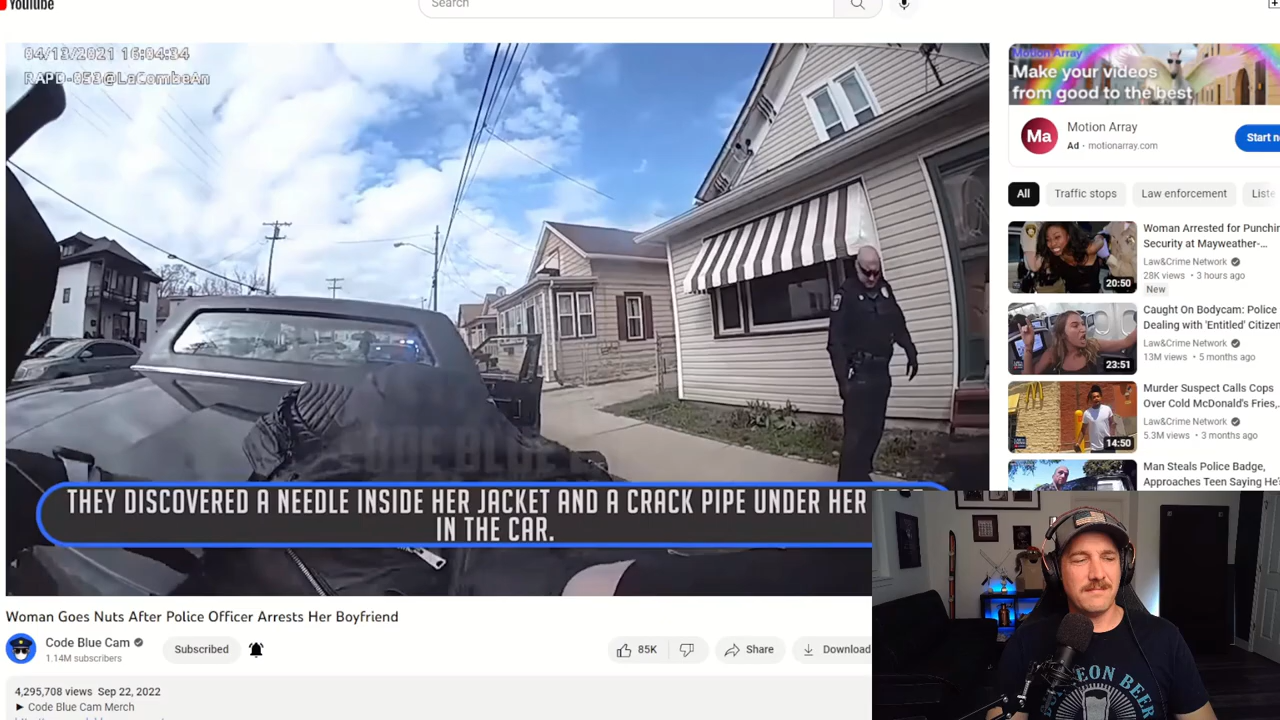 YouTube
Search
04/13/2021 16:04:34
RAPD-053@LaCombeAn
THEY DISCOVERED A NEEDLE INSIDE HER JACKET AND A CRACK PIPE UNDER HER
IN THE CAR.
Woman Goes Nuts After Police Officer Arrests Her Boyfriend
Code Blue Cam
1.14M subscribers
Subscribed
85K
Share
Download
4,295,708 views Sep 22, 2022
► Code Blue Cam Merch
Motion Array
Make your videos
from good to the best
Ma
Motion Array
Ad · motionarray.com
Start
All
Traffic stops
Law enforcement
Woman Arrested for Punchin
Security at Mayweather-...
Law&Crime Network
28K views • 3 hours ago
New
20:50
Caught On Bodycam: Police
Dealing with 'Entitled' Citizen
Law&Crime Network
13M views • 5 months ago
23:51
Murder Suspect Calls Cops
Over Cold McDonald's Fries,..
Law&Crime Network
5.3M views • 3 months ago
14:50
Man Steals Police Badge,
Approaches Teen Saying He's
BEER